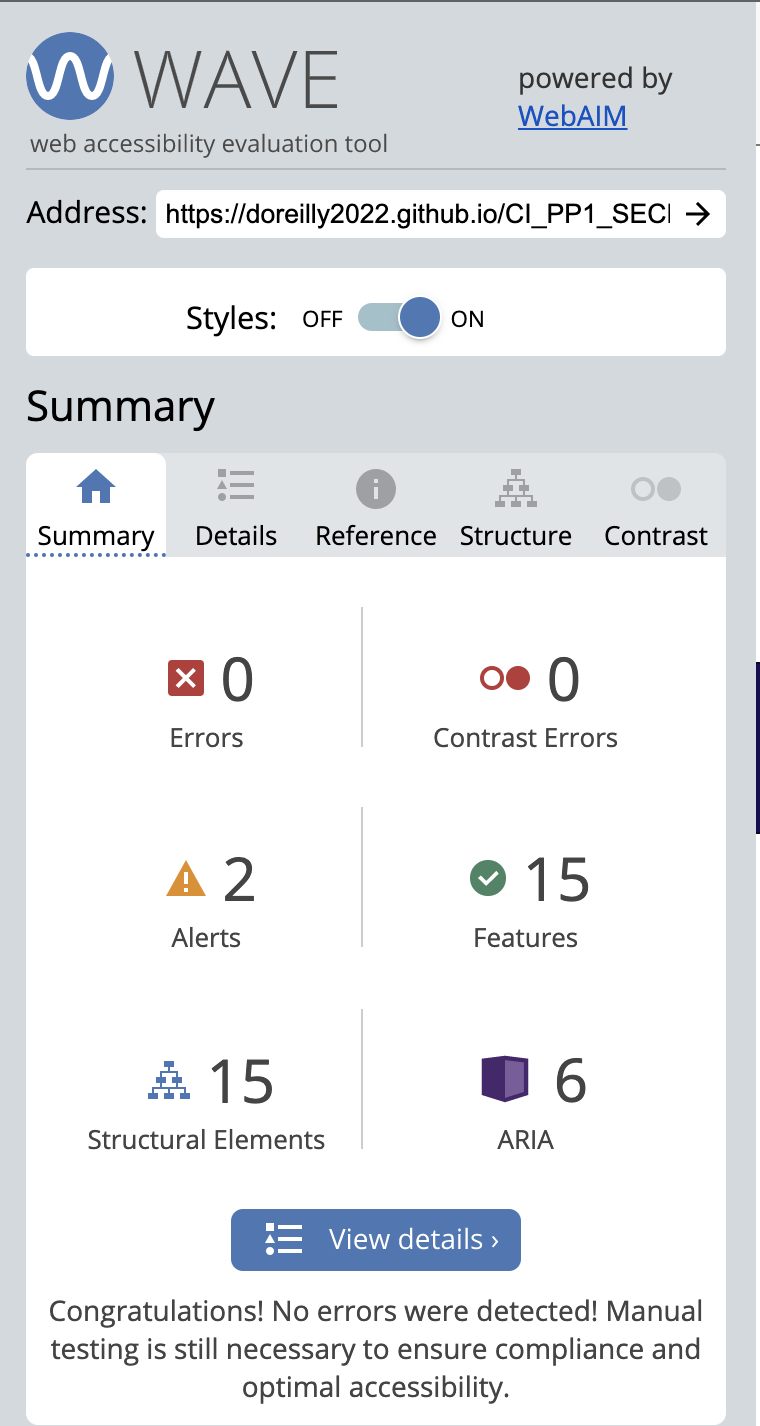 WAVE
web accessibility evaluation tool
powered by
WebAIM
Address: https://doreilly2022.github.io/CI_PP1_SEC
Styles: OFF ON
Summary
Summary Details Reference Structure Contrast
0
Errors
0
Contrast Errors
2
Alerts
15
Features
15
Structural Elements
6
ARIA
View details ›
Congratulations! No errors were detected! Manual
testing is still necessary to ensure compliance and
optimal accessibility.